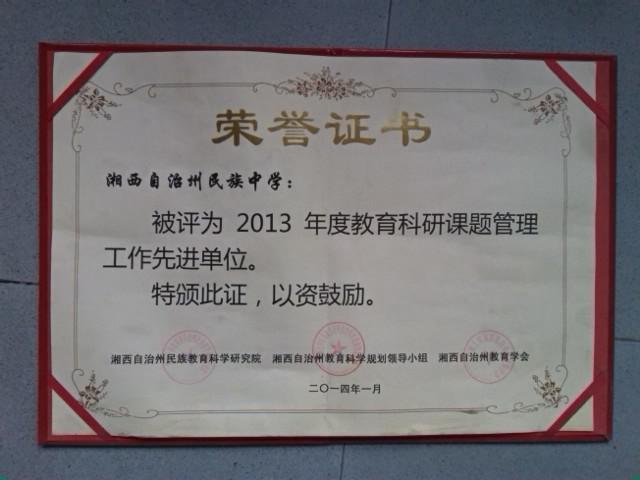 荣誉证书
湘西自治州民族中学：
被评为 2013 年度教育科研课题管理
工作先进单位。
特颁此证，以资鼓励。
湘西自治州民族教育科学研究院 湘西自治州教育科学规划领导小组 湘西自治州教育学会
二〇一四年一月